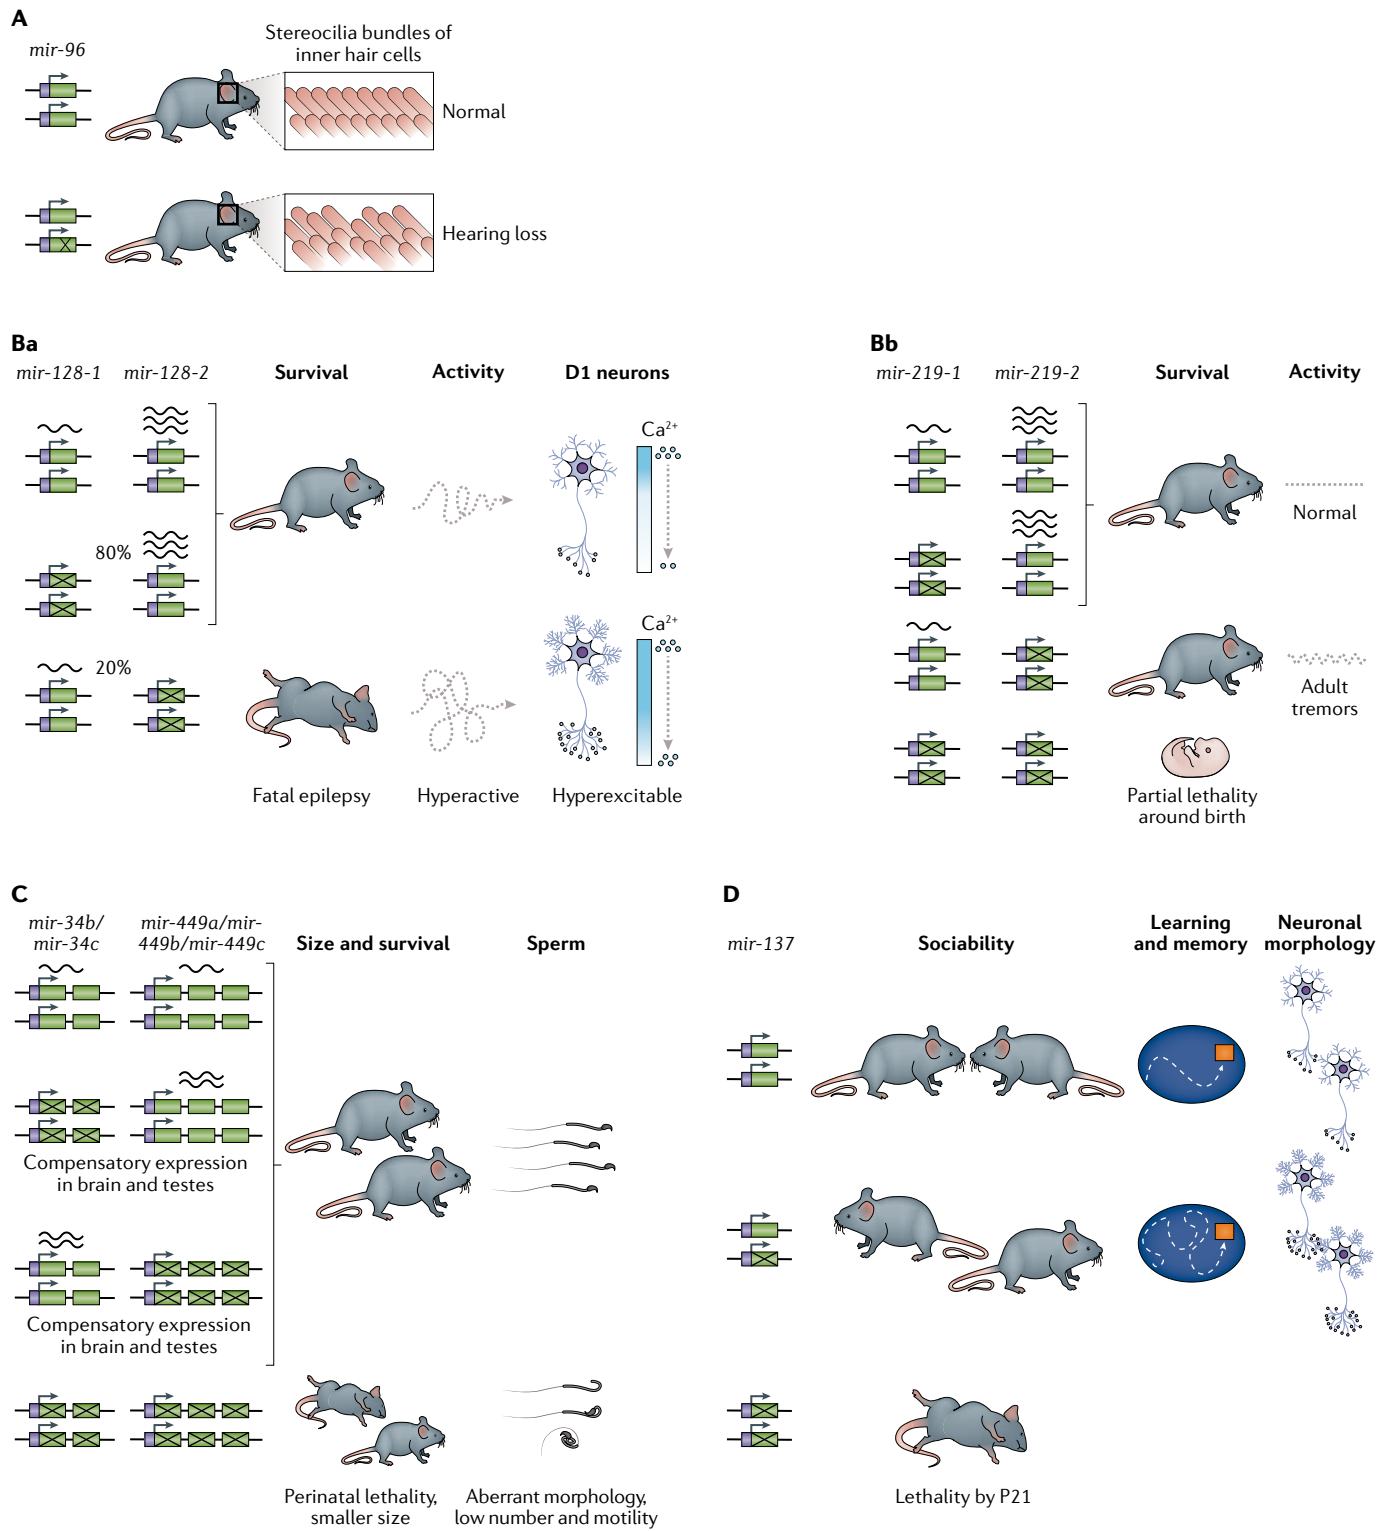 A
mir-96
Stereocilia bundles of
inner hair cells
Normal
Hearing loss
Ba
mir-128-1
mir-128-2
Survival
Activity
D1 neurons
Ca2+
80%
20%
Ca2+
Fatal epilepsy
Hyperactive
Hyperexcitable
Bb
mir-219-1
mir-219-2
Survival
Activity
Normal
Adult
tremors
Partial lethality
around birth
C
mir-34b/
mir-34c
mir-449a/mir-
449b/mir-449c
Size and survival
Sperm
Compensatory expression
in brain and testes
Compensatory expression
in brain and testes
Perinatal lethality,
smaller size
Aberrant morphology,
low number and motility
D
mir-137
Sociability
Learning
and memory
Neuronal
morphology
Lethality by P21